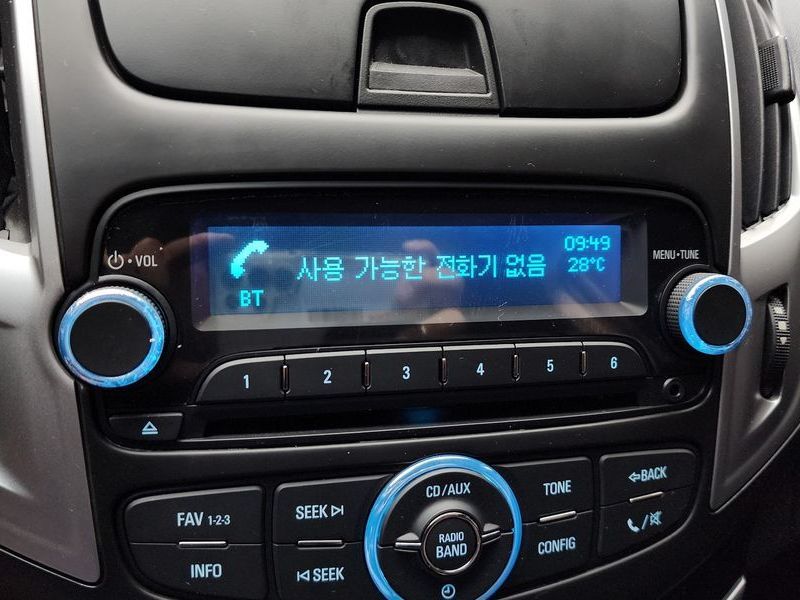 09:49
사용 가능한 전화기 없음
28°C
BT
VOL
MENU•TUNE
1
2
3
4
5
6
CD/AUX
FAV 1-2-3
SEEK
TONE
BACK
RADIO
BAND
INFO
SEEK
CONFIG